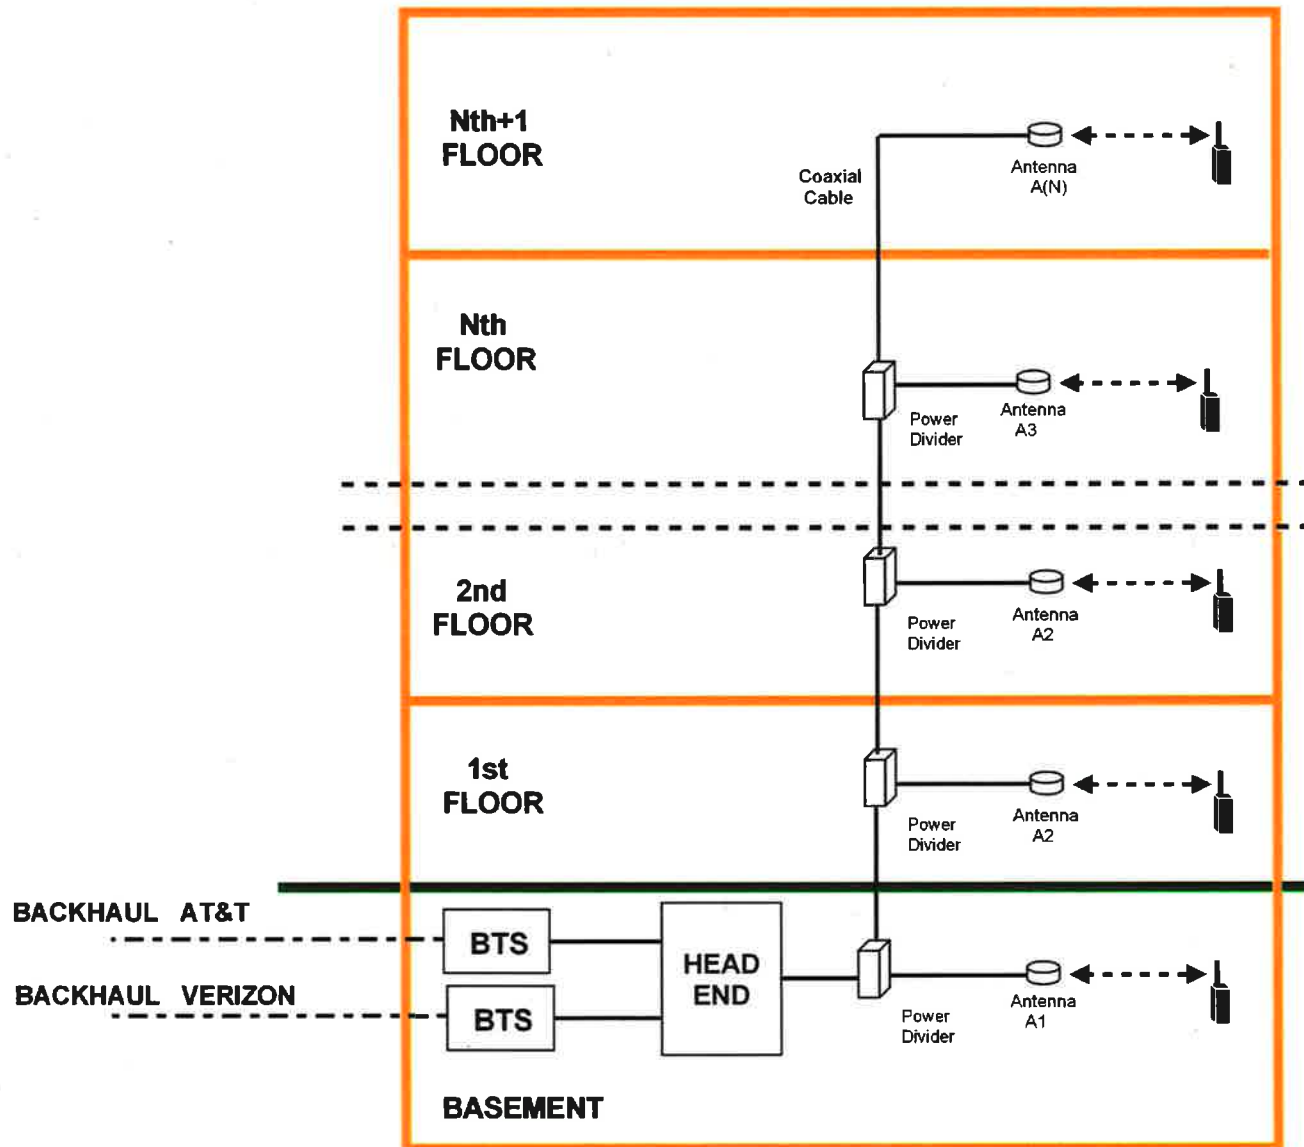 Nth+1
FLOOR
Coaxial
Cable
Antenna
A(N)
Nth
FLOOR
Power
Divider
Antenna
A3
2nd
FLOOR
Power
Divider
Antenna
A2
1st
FLOOR
Power
Divider
Antenna
A2
BACKHAUL AT&T
BTS
HEAD
END
BACKHAUL VERIZON
BTS
Power
Divider
Antenna
A1
BASEMENT